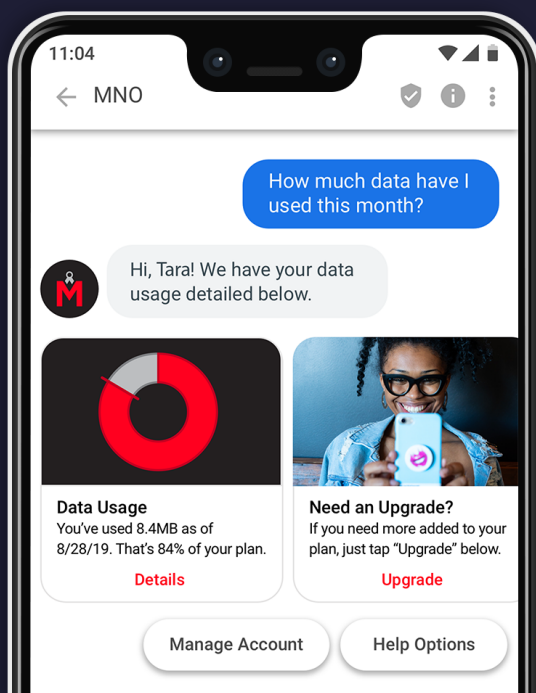 11:04
MNO
How much data have I
used this month?
Hi, Tara! We have your data
usage detailed below.
M
Data Usage
You've used 8.4MB as of
8/28/19. That's 84% of your plan.
Details
Need an Upgrade?
If you need more added to your
plan, just tap “Upgrade” below.
Upgrade
Manage Account
Help Options